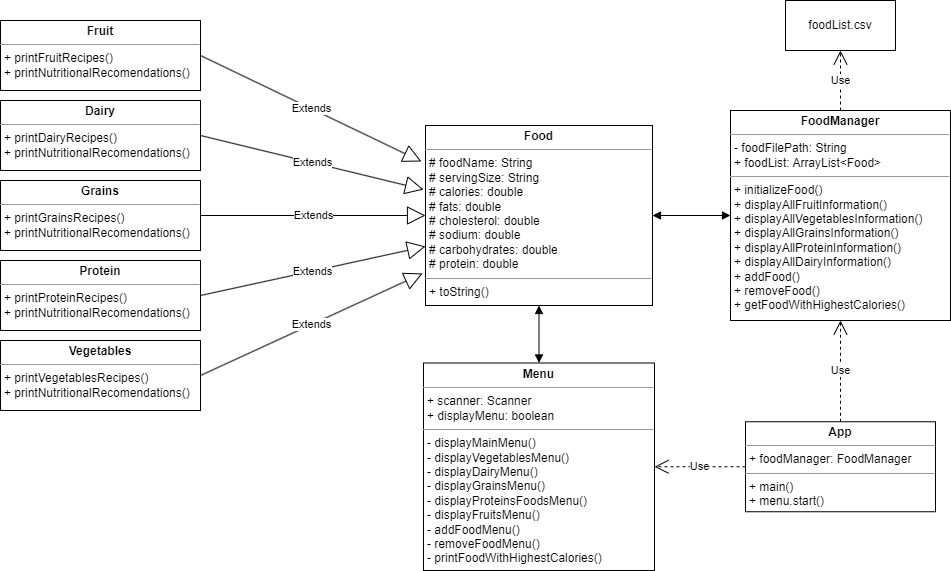 Fruit
+ printFruitRecipes()
+ printNutritionalRecomendations()
Dairy
+ printDairyRecipes()
+ printNutritionalRecomendations()
Grains
+ printGrainsRecipes()
+ printNutritionalRecomendations()
Protein
+ printProteinRecipes()
+ printNutritionalRecomendations()
Vegetables
+ printVegetablesRecipes()
+ printNutritionalRecomendations()
Extends
Extends
Extends
Extends
Extends
Food
# foodName: String
# servingSize: String
# calories: double
# fats: double
# cholesterol: double
# sodium: double
# carbohydrates: double
# protein: double
+ toString()
Menu
+ scanner: Scanner
+ displayMenu: boolean
- displayMainMenu()
- displayVegetablesMenu()
- displayDairyMenu()
- displayGrainsMenu()
- displayProteinsFoodsMenu()
- displayFruitsMenu()
- addFoodMenu()
- removeFoodMenu()
- printFoodWithHighestCalories()
foodList.csv
Use
FoodManager
- foodFilePath: String
+ foodList: ArrayList<Food>
+ initializeFood()
+ displayAllFruitInformation()
+ displayAllVegetablesInformation()
+ displayAllGrainsInformation()
+ displayAllProteinInformation()
+ displayAllDairyInformation()
+ addFood()
+ removeFood()
+ getFoodWithHighestCalories()
Use
Use
App
+ foodManager: FoodManager
+ main()
+ menu.start()